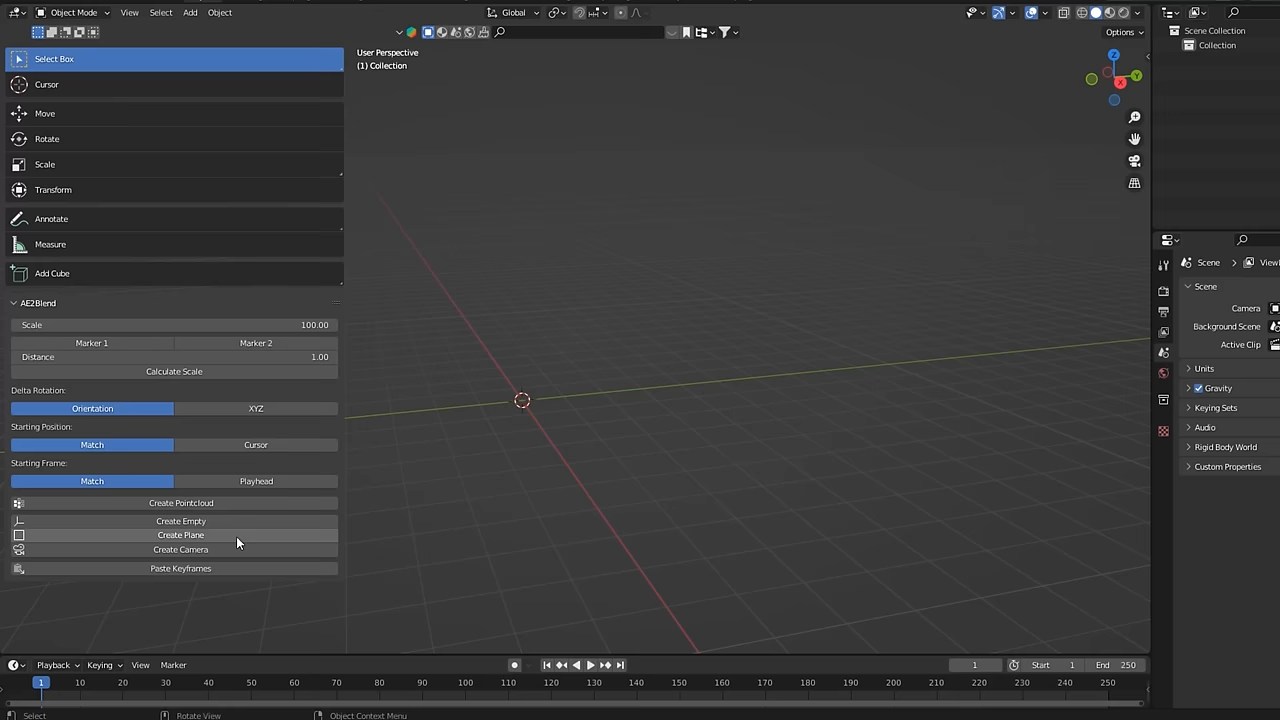 Object Mode View Select Add Object Global
Options
Select Box
Cursor
Move
Rotate
Scale
Transform
Annotate
Measure
Add Cube
AE2Blend
Scale 100.00
Marker 1 Marker 2
Distance 1.00
Calculate Scale
Delta Rotation:
Orientation XYZ
Starting Position:
Match Cursor
Starting Frame:
Match Playhead
Create Pointcloud
Create Empty
Create Plane
Create Camera
Paste Keyframes
User Perspective
(1) Collection
Z
Y
X
Scene Collection
Collection
Scene
Scene
Camera
Background Scene
Active Clip
Units
Gravity
Keying Sets
Audio
Rigid Body World
Custom Properties
Playback Keying View Marker 1 Start 1 End 250
1 10 20 30 40 50 60 70 80 90 100 110 120 130 140 150 160 170 180 190 200 210 220 230 240 250
Select Rotate View Object Context Menu